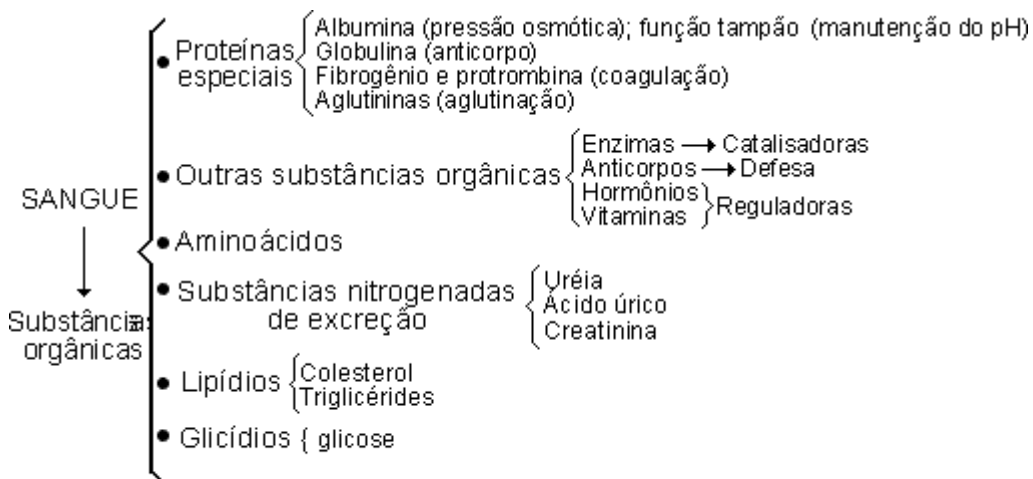 Albumina (pressão osmótica); função tampão (manutenção do pH)
• Proteínas especiais
Globulina (anticorpo)
Fibrogênio e protrombina (coagulação)
Aglutininas (aglutinação)
• Outras substâncias orgânicas
Enzimas → Catalisadoras
Anticorpos → Defesa
Hormônios
Vitaminas
Reguladoras
SANGUE
Substâncias
orgânicas
• Aminoácidos
• Substâncias nitrogenadas
de excreção
Uréia
Ácido úrico
Creatinina
• Lipídios
Colesterol
Triglicérides
• Glicídios { glicose